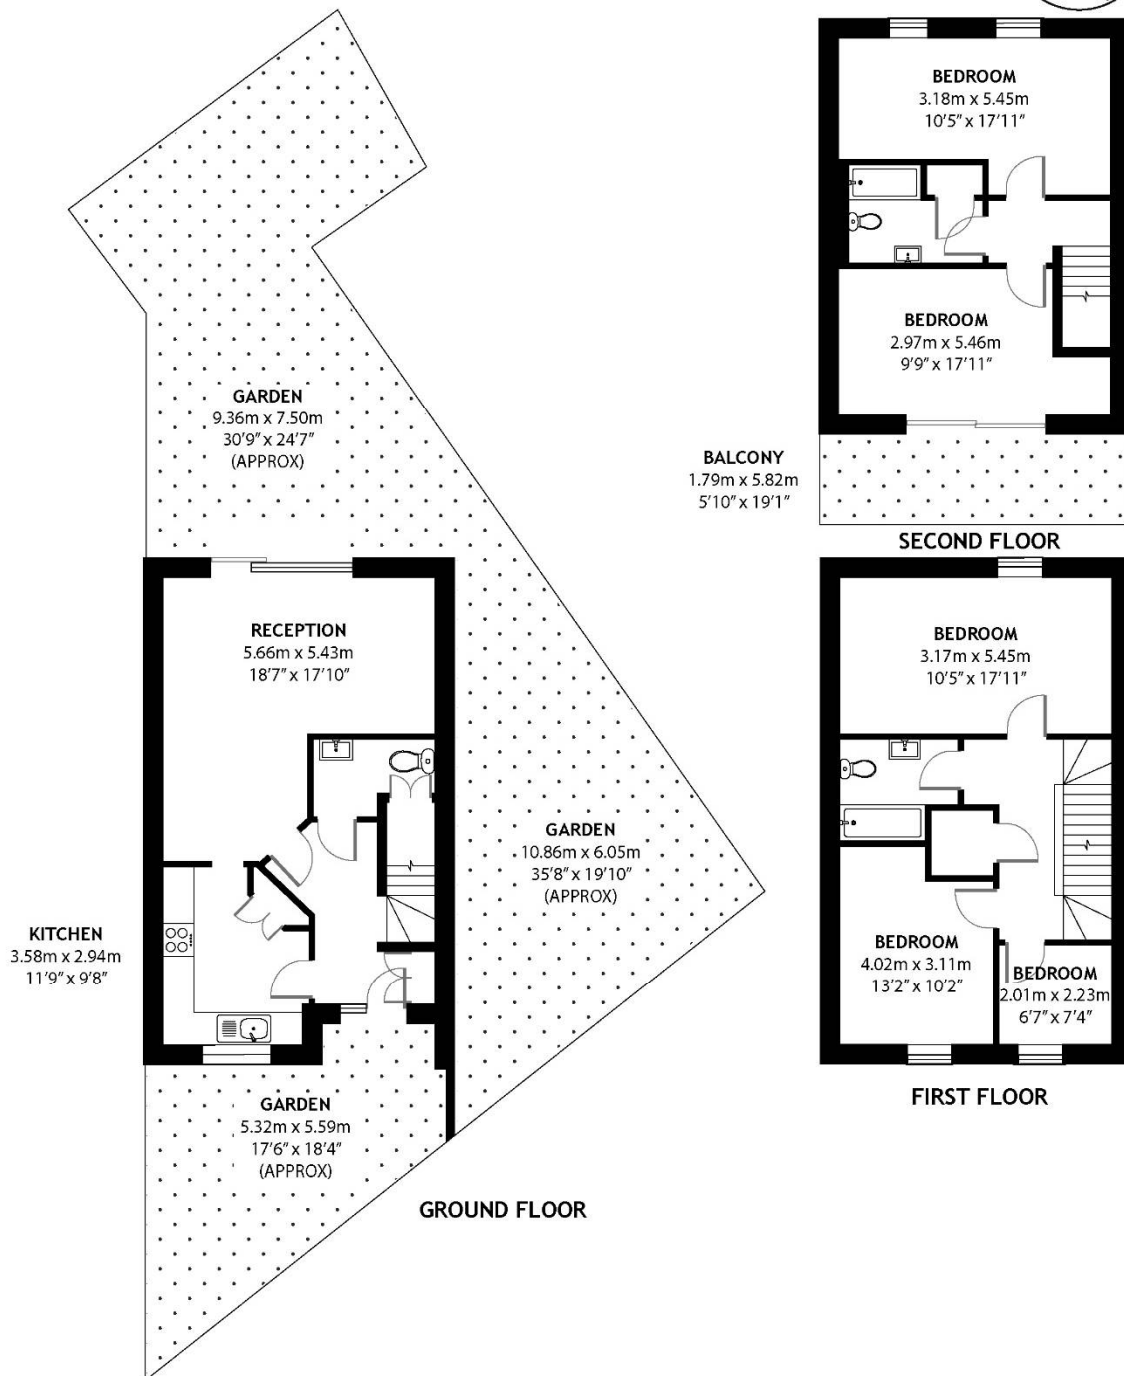 GARDEN
9.36m x 7.50m
30'9" x 24'7"
(APPROX)
RECEPTION
5.66m x 5.43m
18'7" x 17'10"
KITCHEN
3.58m x 2.94m
11'9" x 9'8"
GARDEN
10.86m x 6.05m
35'8" x 19'10"
(APPROX)
GARDEN
5.32m x 5.59m
17'6" x 18'4"
(APPROX)
GROUND FLOOR
BEDROOM
3.18m x 5.45m
10'5" x 17'11"
BEDROOM
2.97m x 5.46m
9'9" x 17'11"
BALCONY
1.79m x 5.82m
5'10" x 19'1"
SECOND FLOOR
BEDROOM
3.17m x 5.45m
10'5" x 17'11"
BEDROOM
4.02m x 3.11m
13'2" x 10'2"
BEDROOM
2.01m x 2.23m
6'7" x 7'4"
FIRST FLOOR